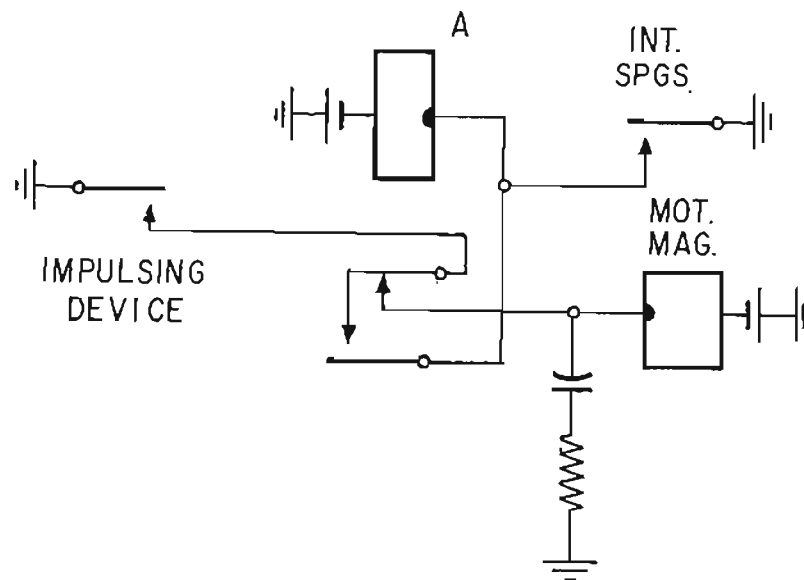 A
INT.
SPGS.
MOT.
MAG.
IMPULSING
DEVICE